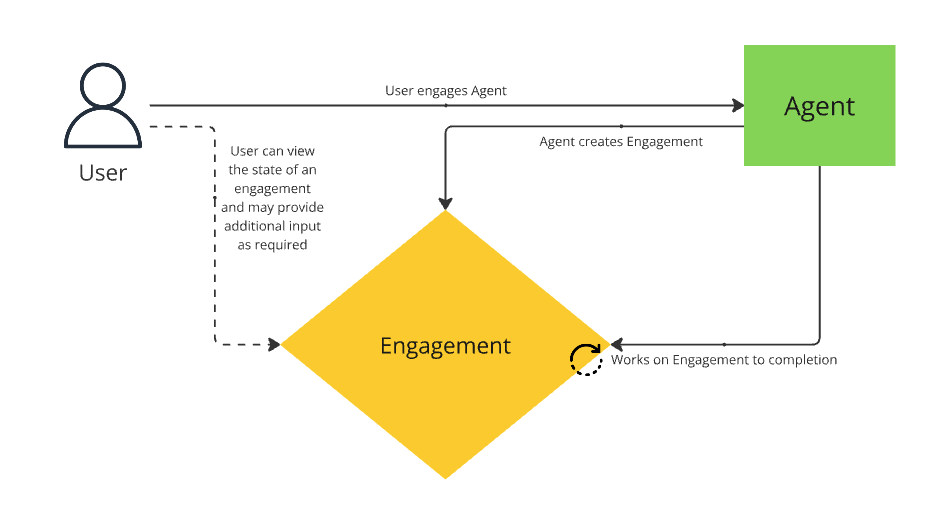 User engages Agent
Agent
Agent creates Engagement
User
User can view
the state of an
engagement
and may provide
additional input
as required
Engagement
Works on Engagement to completion